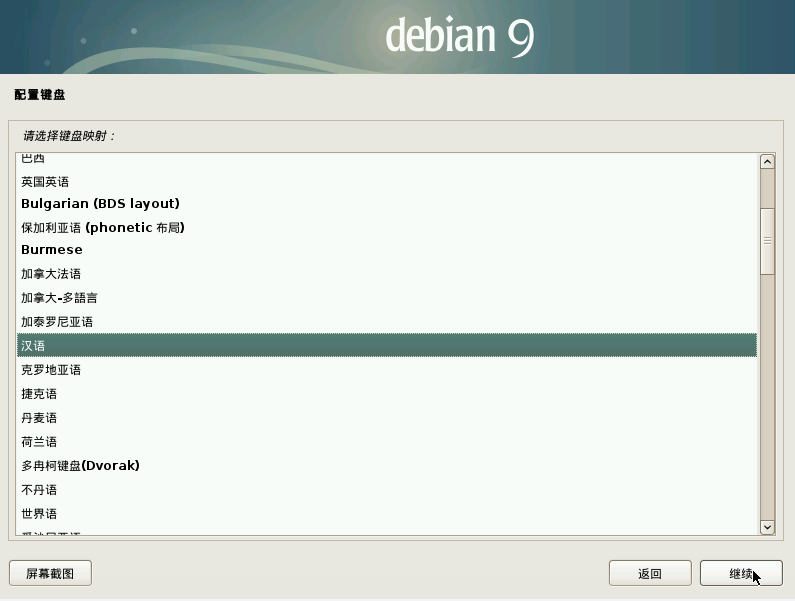 debian 9
配置键盘
请选择键盘映射：
巴西
英国英语
Bulgarian (BDS layout)
保加利亚语 (phonetic 布局)
Burmese
加拿大法语
加拿大-多語言
加泰罗尼亚语
汉语
克罗地亚语
捷克语
丹麦语
荷兰语
多冉柯键盘(Dvorak)
不丹语
世界语
屏幕截图
返回
继续